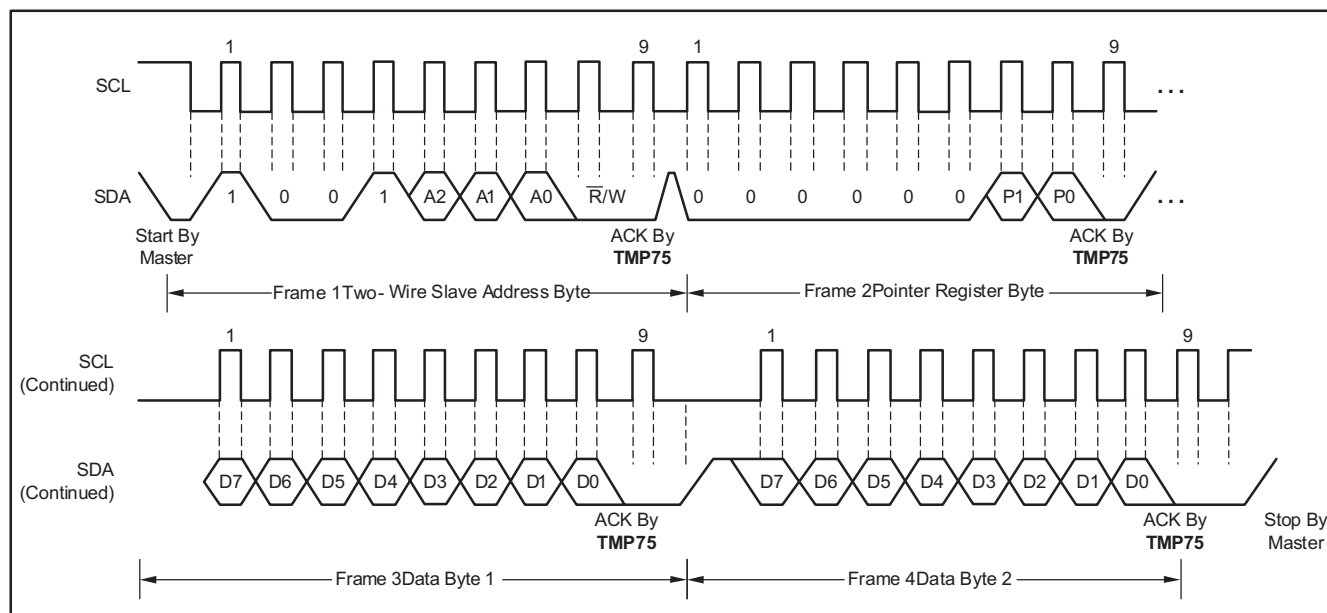 1 9 1 9
SCL ...
SDA 1 0 0 1 A2 A1 A0 R̅/W 0 0 0 0 0 0 P1 P0 ...
Start By Master
ACK By TMP75
ACK By TMP75
Frame 1Two- Wire Slave Address Byte
Frame 2Pointer Register Byte
1 9 1 9
SCL (Continued)
SDA (Continued) D7 D6 D5 D4 D3 D2 D1 D0 D7 D6 D5 D4 D3 D2 D1 D0
ACK By TMP75
ACK By TMP75
Stop By Master
Frame 3Data Byte 1
Frame 4Data Byte 2